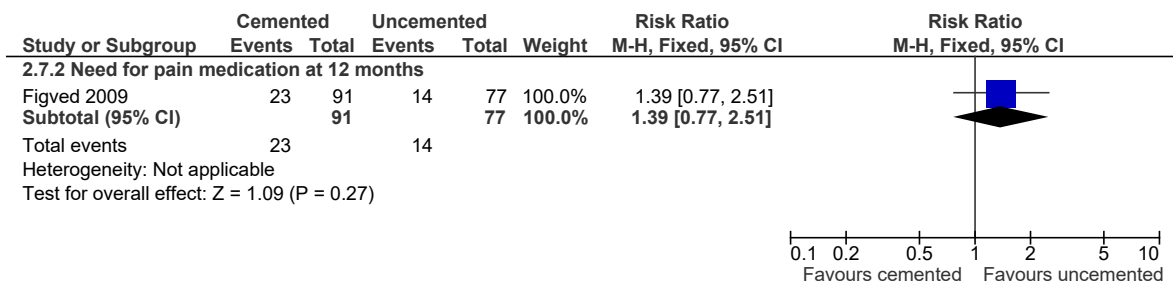 Cemented Uncemented Risk Ratio Risk Ratio
Study or Subgroup Events Total Events Total Weight M-H, Fixed, 95% CI M-H, Fixed, 95% CI
2.7.2 Need for pain medication at 12 months
Figved 2009 23 91 14 77 100.0% 1.39 [0.77, 2.51]
Subtotal (95% CI) 91 77 100.0% 1.39 [0.77, 2.51]
Total events 23 14
Heterogeneity: Not applicable
Test for overall effect: Z = 1.09 (P = 0.27)
0.1 0.2 0.5 1 2 5 10
Favours cemented Favours uncemented